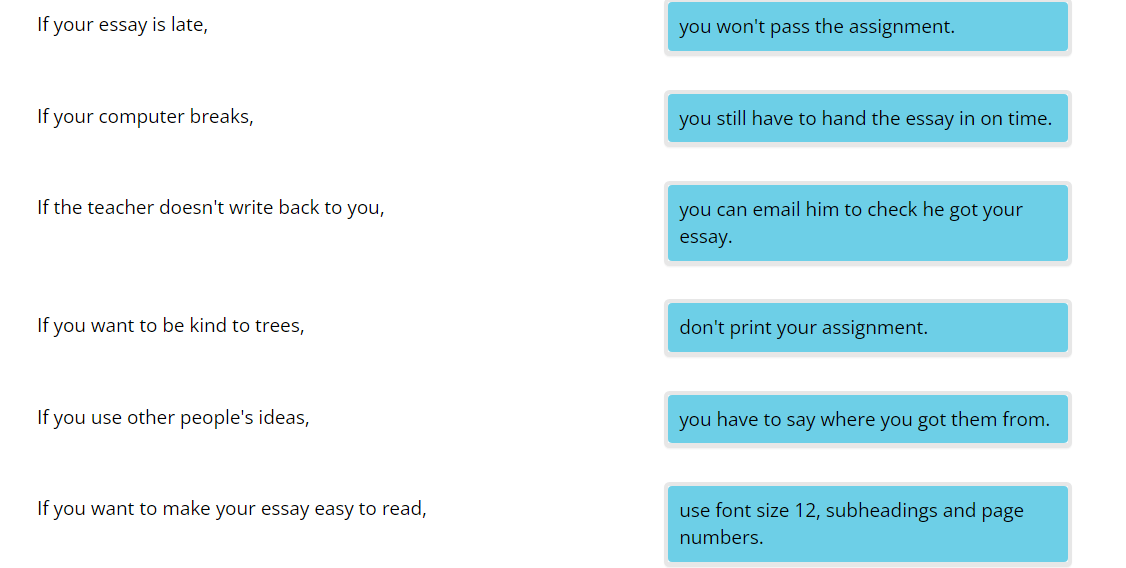 If your essay is late,
you won't pass the assignment.
If your computer breaks,
you still have to hand the essay in on time.
If the teacher doesn't write back to you,
you can email him to check he got your
essay.
If you want to be kind to trees,
don't print your assignment.
If you use other people's ideas,
you have to say where you got them from.
If you want to make your essay easy to read,
use font size 12, subheadings and page
numbers.